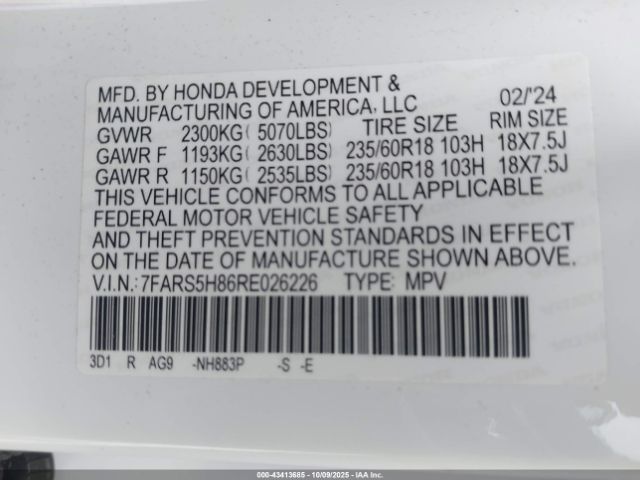 MFD. BY HONDA DEVELOPMENT &
MANUFACTURING OF AMERICA, LLC 02/'24
GVWR 2300KG( 5070LBS) TIRE SIZE RIM SIZE
GAWR F 1193KG( 2630LBS) 235/60R18 103H 18X7.5J
GAWR R 1150KG( 2535LBS) 235/60R18 103H 18X7.5J
THIS VEHICLE CONFORMS TO ALL APPLICABLE
FEDERAL MOTOR VEHICLE SAFETY
AND THEFT PREVENTION STANDARDS IN EFFECT
ON THE DATE OF MANUFACTURE SHOWN ABOVE.
V.I.N.:7FARS5H86RE026226 TYPE: MPV
3D1 R AG9 -NH883P -S -E
000-43413685 - 10/09/2025 - IAA Inc.